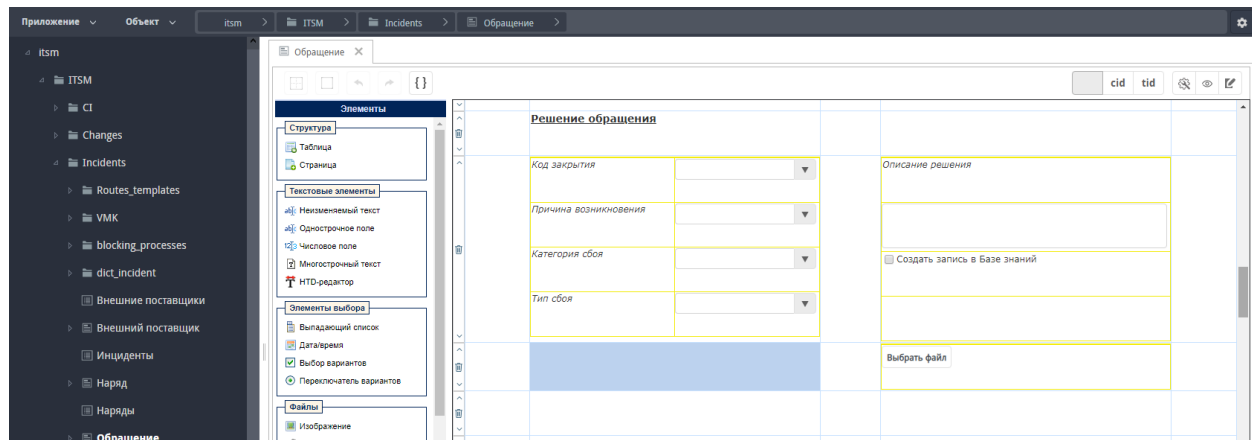 Приложение Объект itsm ITSM Incidents Обращение
itsm
ITSM
CI
Changes
Incidents
Routes_templates
VMK
blocking_processes
dict_incident
Внешние поставщики
Внешний поставщик
Инциденты
Наряд
Наряды
Обращение
Обращение
{ } cid tid
Элементы
Структура
Таблица
Страница
Текстовые элементы
Неизменяемый текст
Однострочное поле
Числовое поле
Многострочный текст
HTD-редактор
Элементы выбора
Выпадающий список
Дата/время
Выбор вариантов
Переключатель вариантов
Файлы
Изображение
Решение обращения
Код закрытия
Причина возникновения
Категория сбоя
Тип сбоя
Описание решения
Создать запись в Базе знаний
Выбрать файл